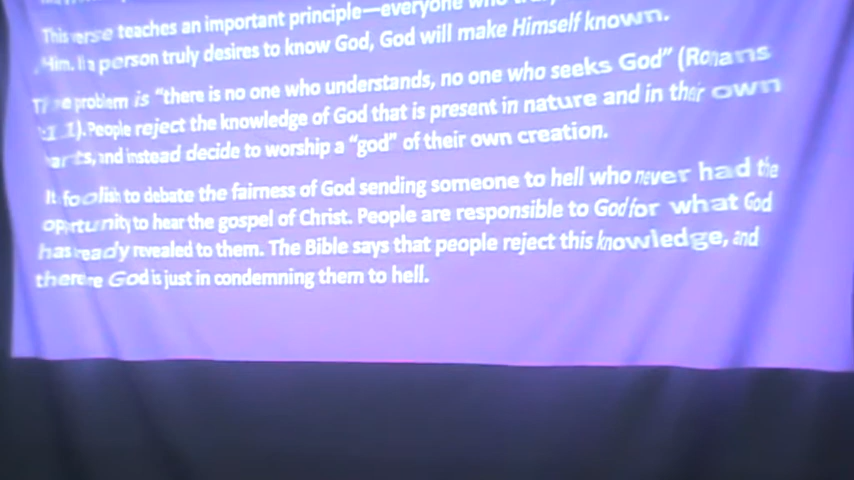 This verse teaches an important principle—everyone who
Him. If a person truly desires to know God, God will make Himself known.
The problem is “there is no one who understands, no one who seeks God” (Romans
People reject the knowledge of God that is present in nature and in their own
hearts, and instead decide to worship a “god” of their own creation.
It foolish to debate the fairness of God sending someone to hell who never had the
opportunity to hear the gospel of Christ. People are responsible to God for what God
has already revealed to them. The Bible says that people reject this knowledge, and
therefore God is just in condemning them to hell.